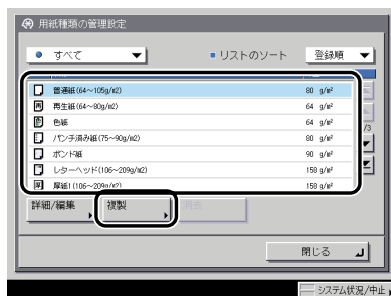 用紙種類の管理設定
すべて リストのソート 登録順
普通紙(64～105g/m2) 80 g/m²
再生紙(64～80g/m2) 64 g/m²
色紙 64 g/m²
パンチ済み紙(75～90g/m2) 80 g/m²
ボンド紙 90 g/m²
レターヘッド(106～209g/m2) 158 g/m²
厚紙1(106～209g/m2) 158 g/m²
/3
詳細/編集 複製 消去
閉じる
システム状況/中止